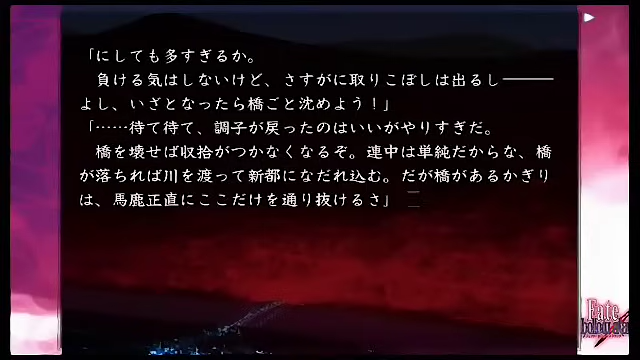 「にしても多すぎるか。
　負ける気はしないけど、さすがに取りこぼしは出るし―――
よし、いざとなったら橋ごと沈めよう！」
「……待て待て、調子が戻ったのはいいがやりすぎだ。
　橋を壊せば収拾がつかなくなるぞ。連中は単純だからな、橋
が落ちれば川を渡って新都になだれ込む。だが橋があるかぎり
は、馬鹿正直にここだけを通り抜けるさ」
Fate
hollow ataraxia